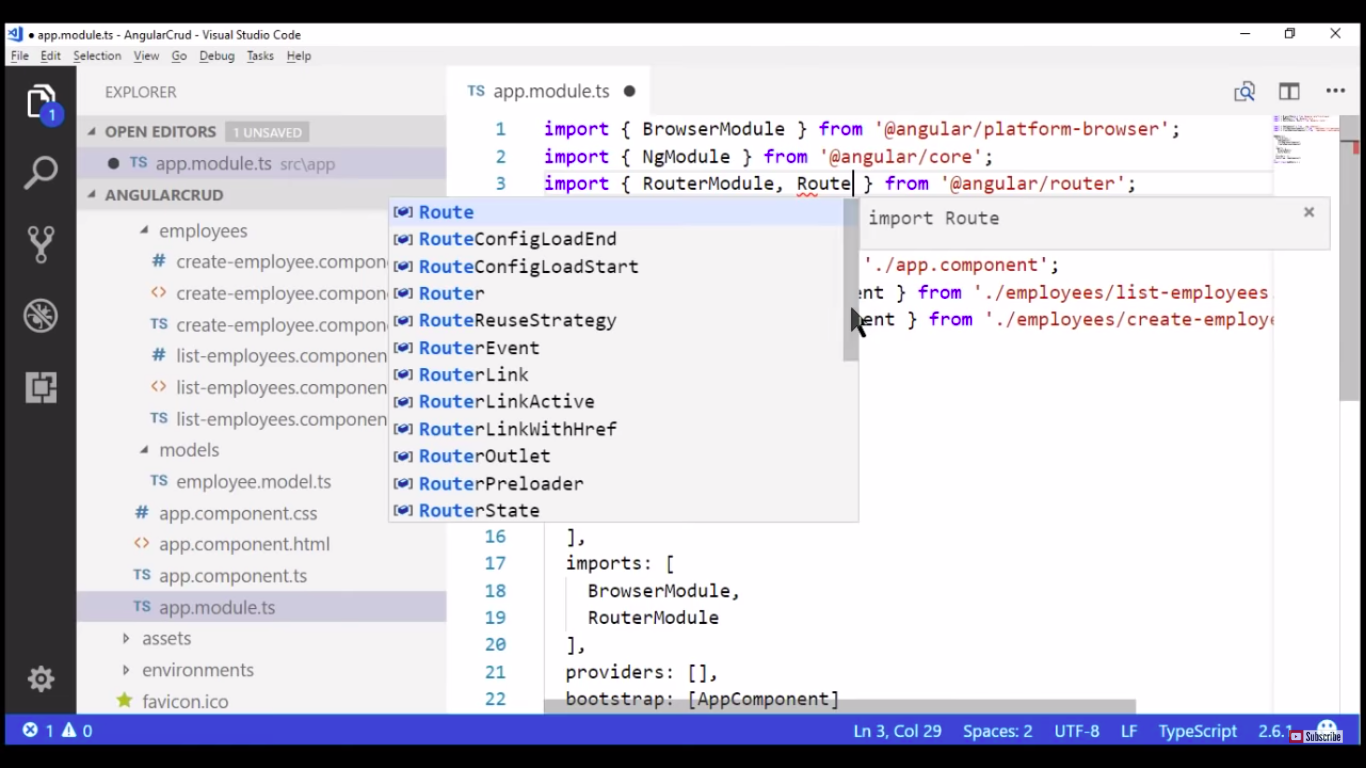 app.module.ts - AngularCrud - Visual Studio Code
File Edit Selection View Go Debug Tasks Help
1
EXPLORER
OPEN EDITORS 1 UNSAVED
TS app.module.ts src\app
ANGULARCRUD
employees
# create-employee.compon
<> create-employee.compon
TS create-employee.compon
# list-employees.component
<> list-employees.component
TS list-employees.component
models
TS employee.model.ts
# app.component.css
<> app.component.html
TS app.component.ts
TS app.module.ts
assets
environments
favicon.ico
TS app.module.ts
1 import { BrowserModule } from '@angular/platform-browser';
2 import { NgModule } from '@angular/core';
3 import { RouterModule, Route } from '@angular/router';
Route
RouteConfigLoadEnd
RouteConfigLoadStart
Router
RouteReuseStrategy
RouterEvent
RouterLink
RouterLinkActive
RouterLinkWithHref
RouterOutlet
RouterPreloader
RouterState
import Route
'./app.component';
ent } from './employees/list-employees.
ent } from './employees/create-employe
16 ],
17 imports: [
18 BrowserModule,
19 RouterModule
20 ],
21 providers: [],
22 bootstrap: [AppComponent]
1 0
Ln 3, Col 29 Spaces: 2 UTF-8 LF TypeScript 2.6.1
Subscribe